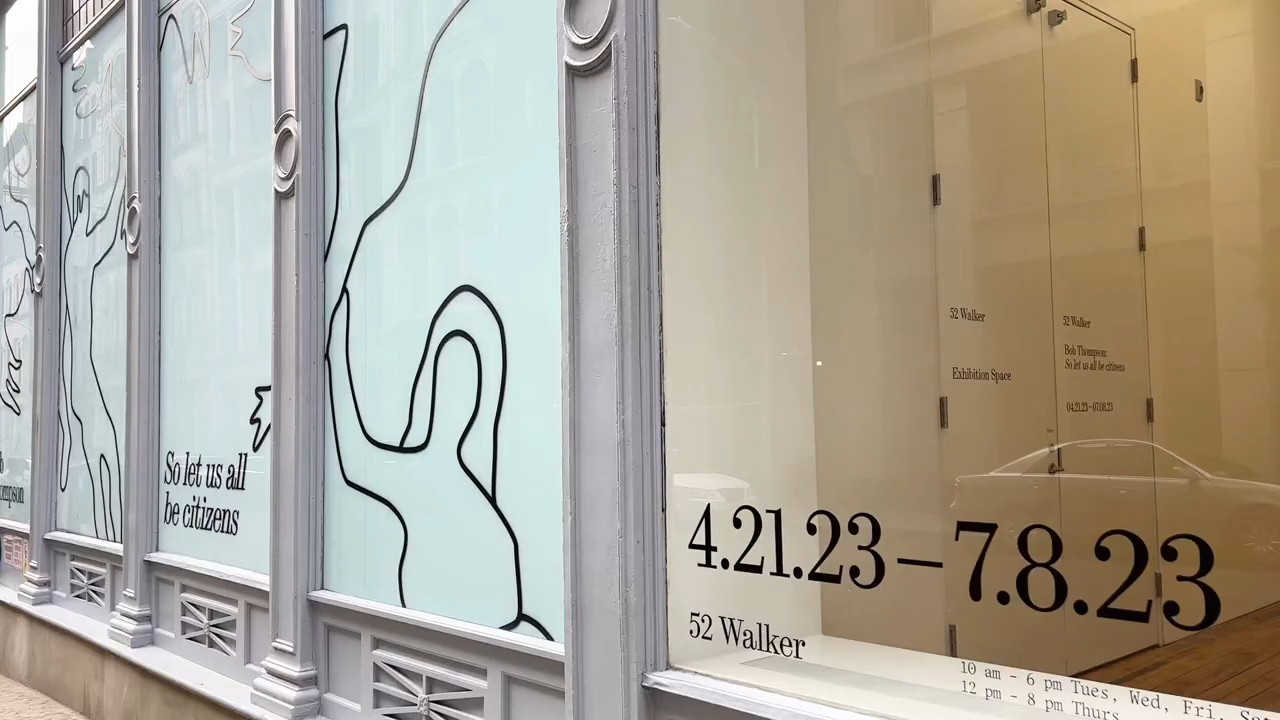 ompson
So let us all
be citizens
52 Walker
Exhibition Space
52 Walker
Bob Thompson:
So let us all be citizens
04.21.23–07.08.23
4.21.23–7.8.23
52 Walker
10 am - 6 pm Tues, Wed, Fri,
12 pm - 8 pm Thurs